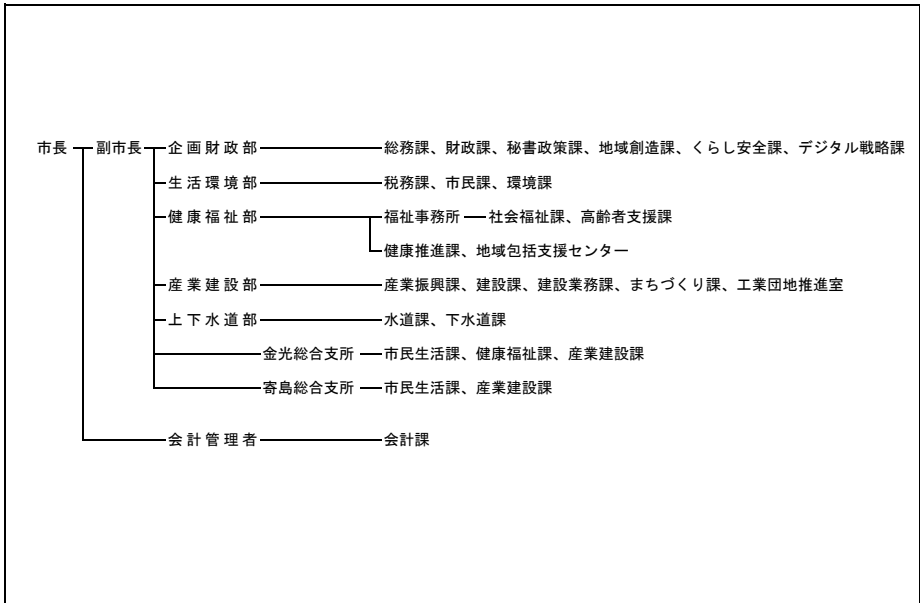 市長 副市長 企画財政部 総務課、財政課、秘書政策課、地域創造課、くらし安全課、デジタル戦略課
生活環境部 税務課、市民課、環境課
健康福祉部 福祉事務所 社会福祉課、高齢者支援課
健康推進課、地域包括支援センター
産業建設部 産業振興課、建設課、建設業務課、まちづくり課、工業団地推進室
上下水道部 水道課、下水道課
金光総合支所 市民生活課、健康福祉課、産業建設課
寄島総合支所 市民生活課、産業建設課
会計管理者 会計課